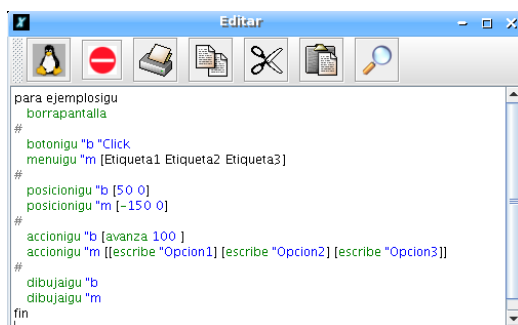 Editar
para ejemplosigu
borrapantalla
#
botonigu "b "Click
menuigu "m [Etiqueta1 Etiqueta2 Etiqueta3]
#
posicionigu "b [50 0]
posicionigu "m [-150 0]
#
accionigu "b [avanza 100 ]
accionigu "m [[escribe "Opcion1] [escribe "Opcion2] [escribe "Opcion3]]
#
dibujaigu "b
dibujaigu "m
fin